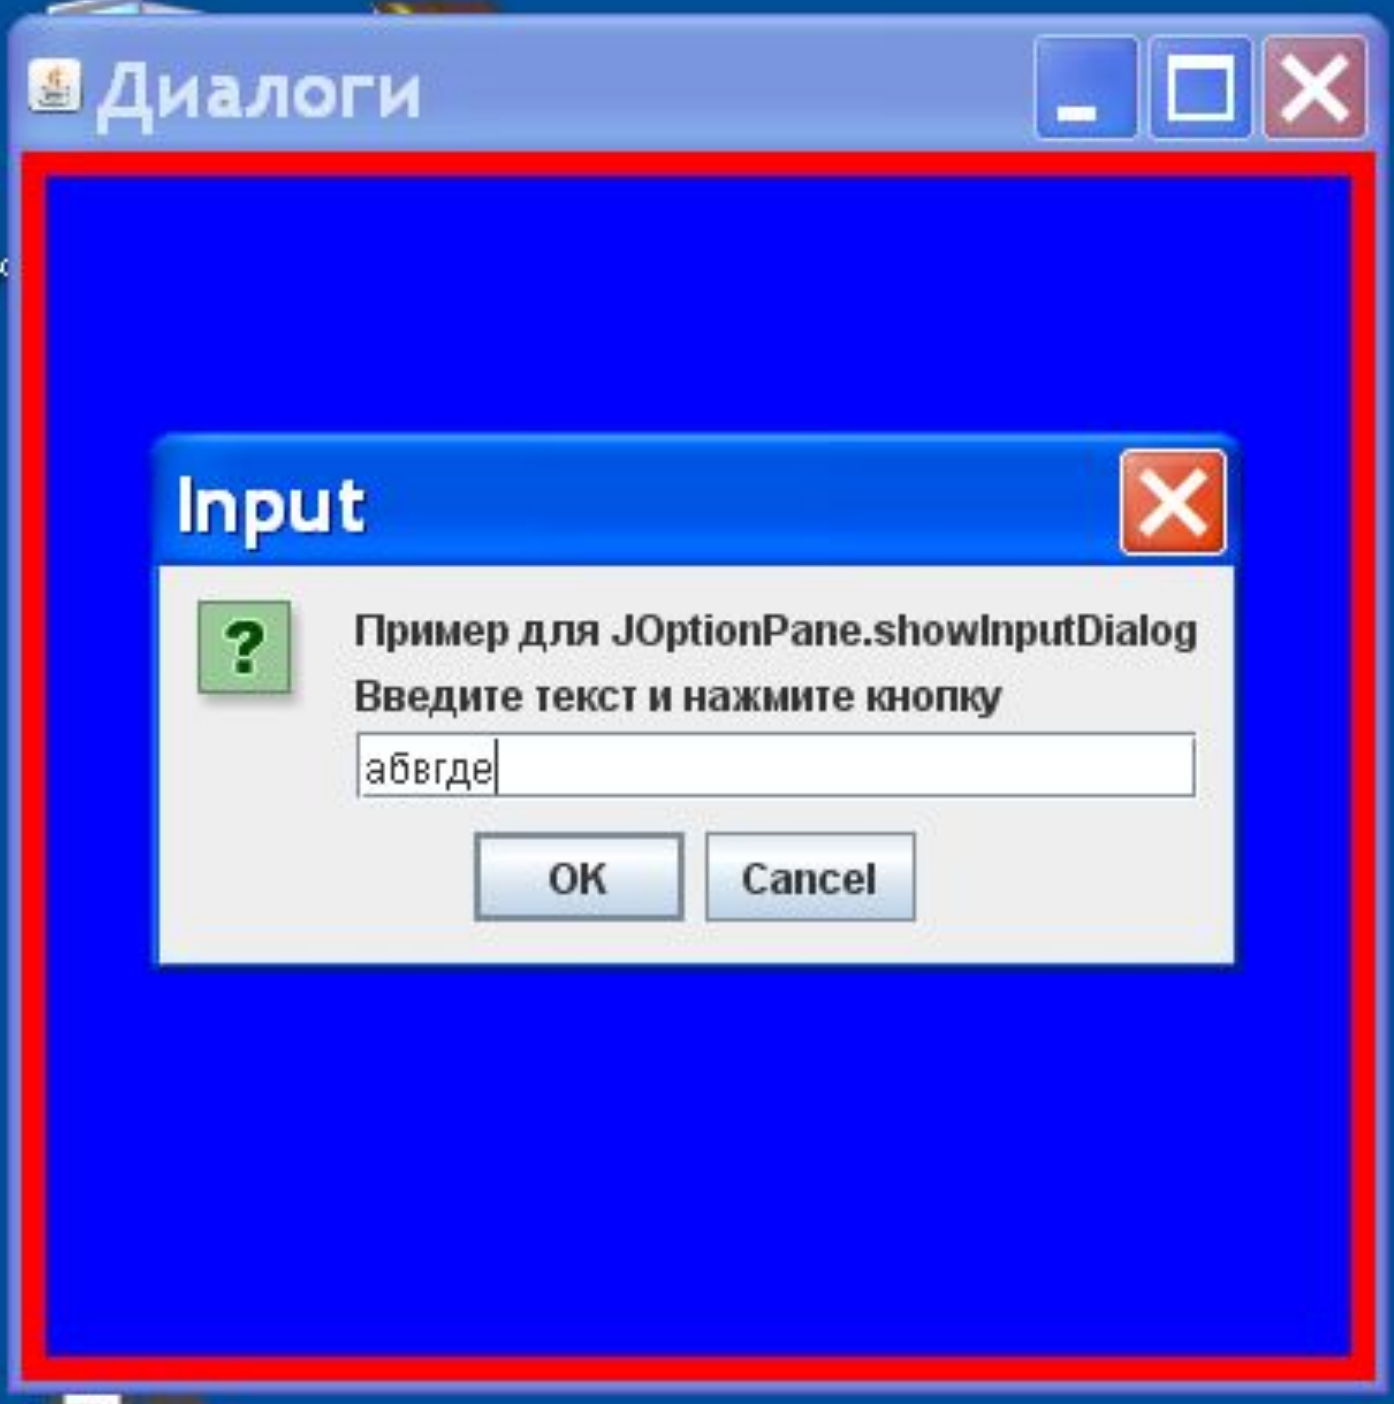 Диалоги
Input
Пример для JOptionPane.showInputDialog
Введите текст и нажмите кнопку
абвгде
OK
Cancel